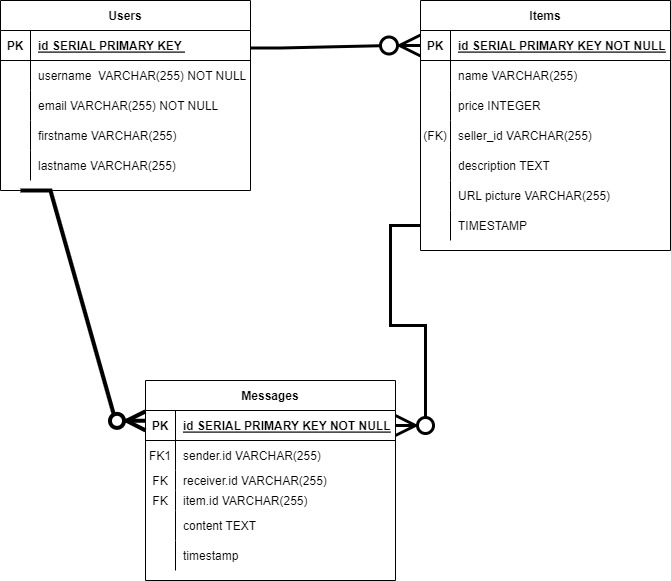 Users
PK id SERIAL PRIMARY KEY
username VARCHAR(255) NOT NULL
email VARCHAR(255) NOT NULL
firstname VARCHAR(255)
lastname VARCHAR(255)
Items
PK id SERIAL PRIMARY KEY NOT NULL
name VARCHAR(255)
price INTEGER
(FK) seller_id VARCHAR(255)
description TEXT
URL picture VARCHAR(255)
TIMESTAMP
Messages
PK id SERIAL PRIMARY KEY NOT NULL
FK1 sender.id VARCHAR(255)
FK receiver.id VARCHAR(255)
FK item.id VARCHAR(255)
content TEXT
timestamp